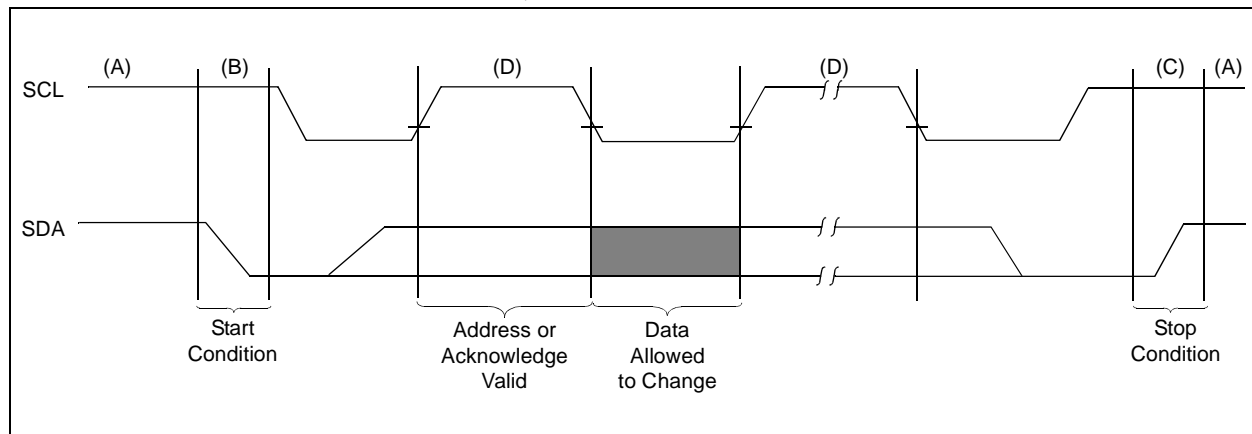 (A) (B) (D) (D) (C) (A)
SCL
SDA
Start
Condition
Address or
Acknowledge
Valid
Data
Allowed
to Change
Stop
Condition